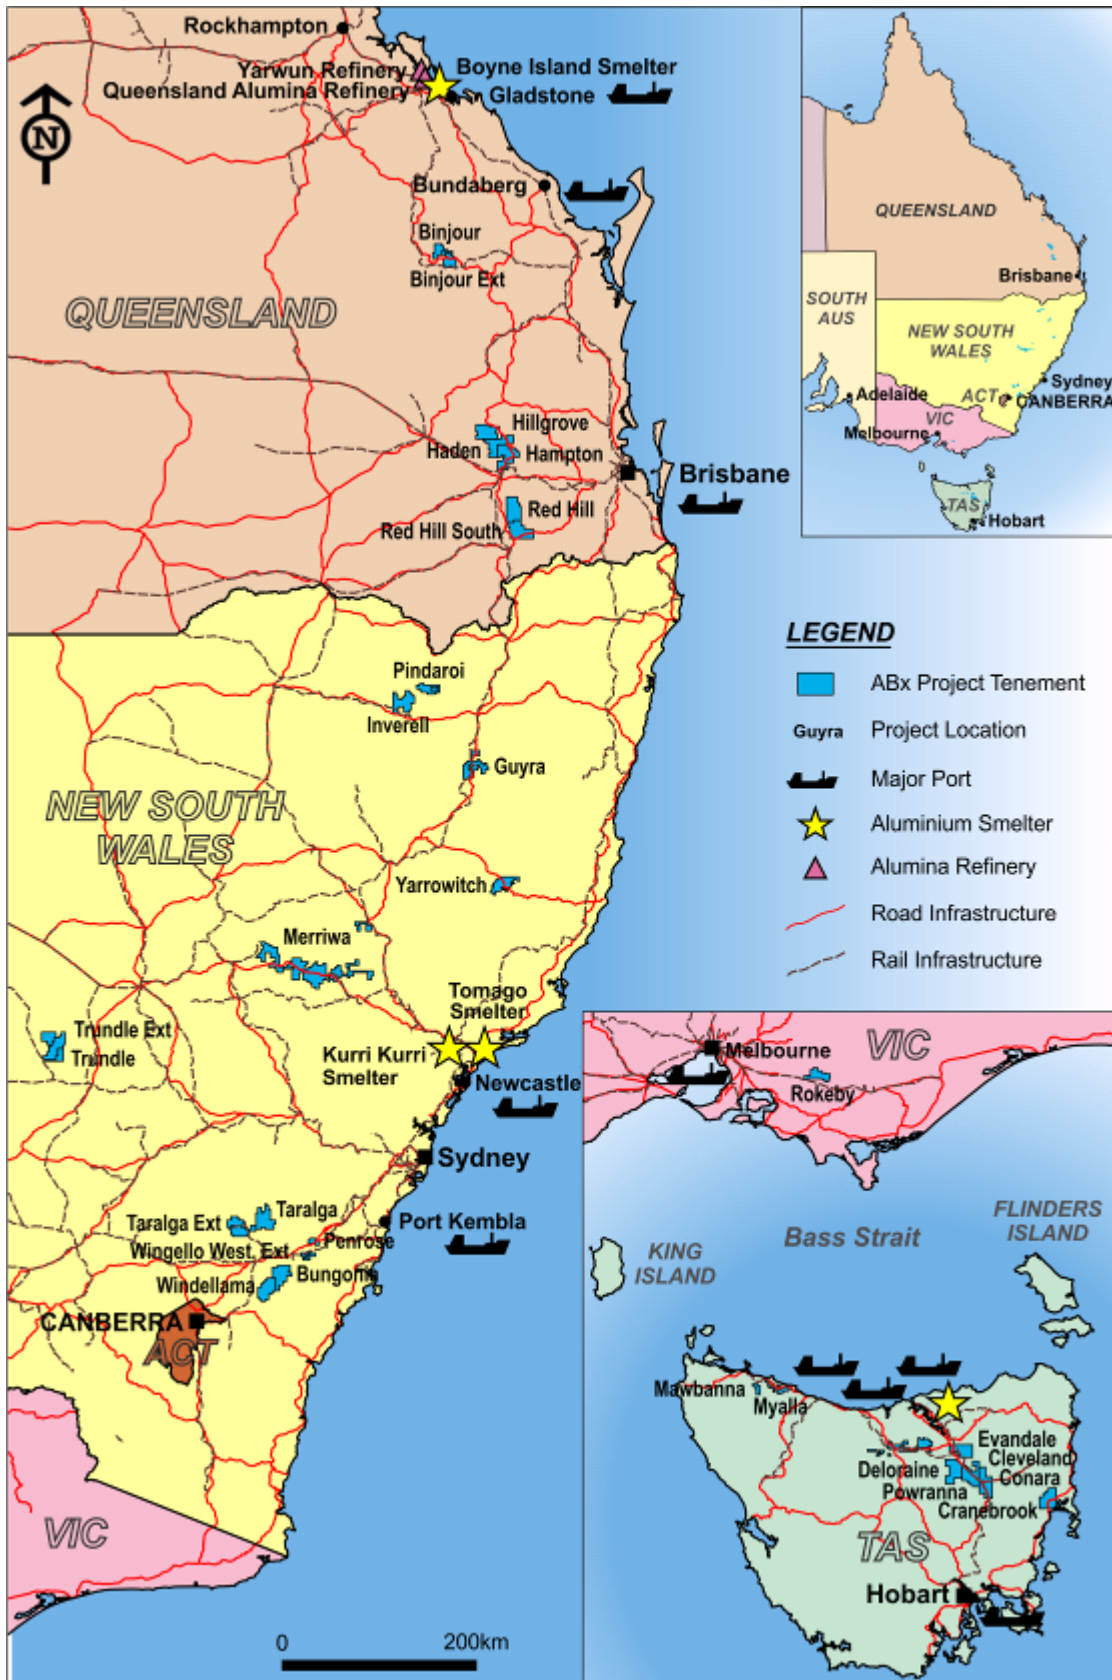 Rockhampton
Yarwun Refinery
Queensland Alumina Refinery
Boyne Island Smelter
Gladstone
N
Bundaberg
Binjour
Binjour Ext
QUEENSLAND
Hillgrove
Haden
Hampton
Brisbane
Red Hill
Red Hill South
Pindaroi
Inverell
Guyra
NEW SOUTH
WALES
Yarrowitch
Merriwa
Tomago
Smelter
Trundle Ext
Trundle
Kurri Kurri
Smelter
Newcastle
Sydney
Taralga
Taralga Ext
Port Kembla
Penrose
Wingello West. Ext
Bungonia
Windellama
CANBERRA
ACT
VIC
0
200km
QUEENSLAND
Brisbane
SOUTH
AUS
NEW SOUTH
WALES
Sydney
ACT
CANBERRA
Adelaide
VIC
Melbourne
TAS
Hobart
LEGEND
ABx Project Tenement
Guyra
Project Location
Major Port
Aluminium Smelter
Alumina Refinery
Road Infrastructure
Rail Infrastructure
VIC
Melbourne
Rokeby
FLINDERS
ISLAND
Bass Strait
KING
ISLAND
Mawbanna
Myalla
Evandale
Cleveland
Deloraine
Conara
Powranna
Cranebrook
TAS
Hobart